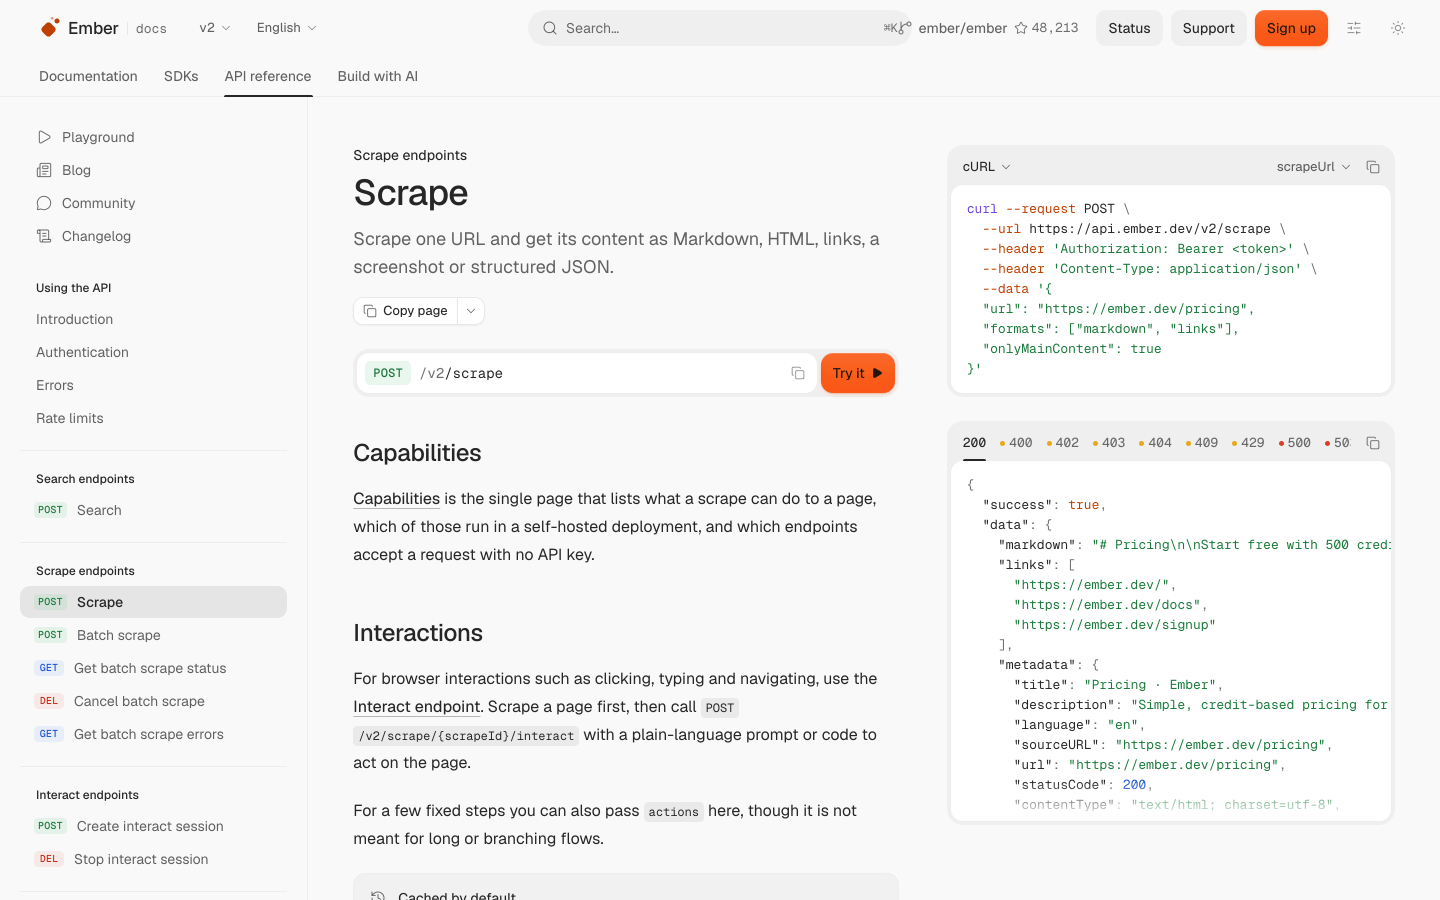 Ember docs v2 English
Search... ⌘K ember/ember 48,213 Status Support Sign up
Documentation SDKs API reference Build with AI
Playground
Blog
Community
Changelog
Using the API
Introduction
Authentication
Errors
Rate limits
Search endpoints
POST Search
Scrape endpoints
POST Scrape
POST Batch scrape
GET Get batch scrape status
DEL Cancel batch scrape
GET Get batch scrape errors
Interact endpoints
POST Create interact session
DEL Stop interact session
Scrape endpoints
Scrape
Scrape one URL and get its content as Markdown, HTML, links, a
screenshot or structured JSON.
Copy page
POST /v2/scrape Try it
Capabilities
Capabilities is the single page that lists what a scrape can do to a page,
which of those run in a self-hosted deployment, and which endpoints
accept a request with no API key.
Interactions
For browser interactions such as clicking, typing and navigating, use the
Interact endpoint. Scrape a page first, then call POST
/v2/scrape/{scrapeId}/interact with a plain-language prompt or code to
act on the page.
For a few fixed steps you can also pass actions here, though it is not
meant for long or branching flows.
Cached by default
cURL scrapeUrl
curl --request POST \
--url https://api.ember.dev/v2/scrape \
--header 'Authorization: Bearer <token>' \
--header 'Content-Type: application/json' \
--data '{
"url": "https://ember.dev/pricing",
"formats": ["markdown", "links"],
"onlyMainContent": true
}'
200 400 402 403 404 409 429 500 50
{
"success": true,
"data": {
"markdown": "# Pricing\n\nStart free with 500 credi
"links": [
"https://ember.dev/",
"https://ember.dev/docs",
"https://ember.dev/signup"
],
"metadata": {
"title": "Pricing · Ember",
"description": "Simple, credit-based pricing for
"language": "en",
"sourceURL": "https://ember.dev/pricing",
"url": "https://ember.dev/pricing",
"statusCode": 200,
"contentType": "text/html; charset=utf-8",